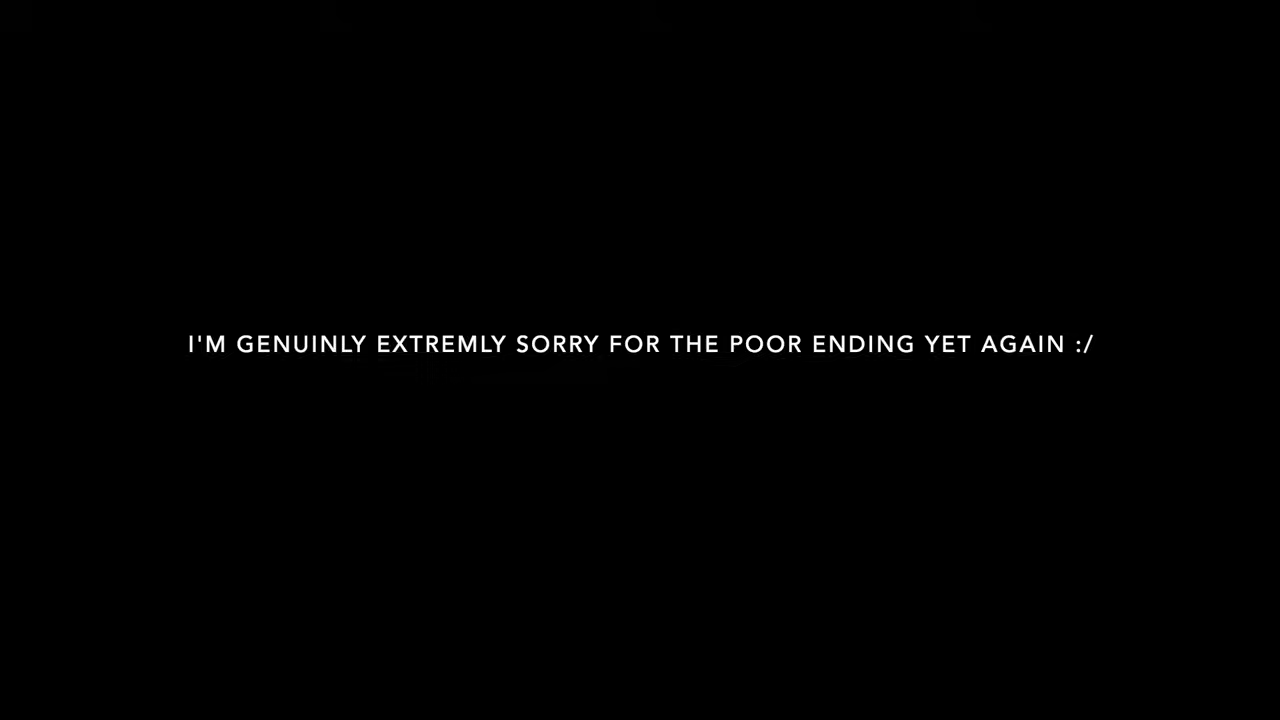 I'M GENUINLY EXTREMLY SORRY FOR THE POOR ENDING YET AGAIN :/